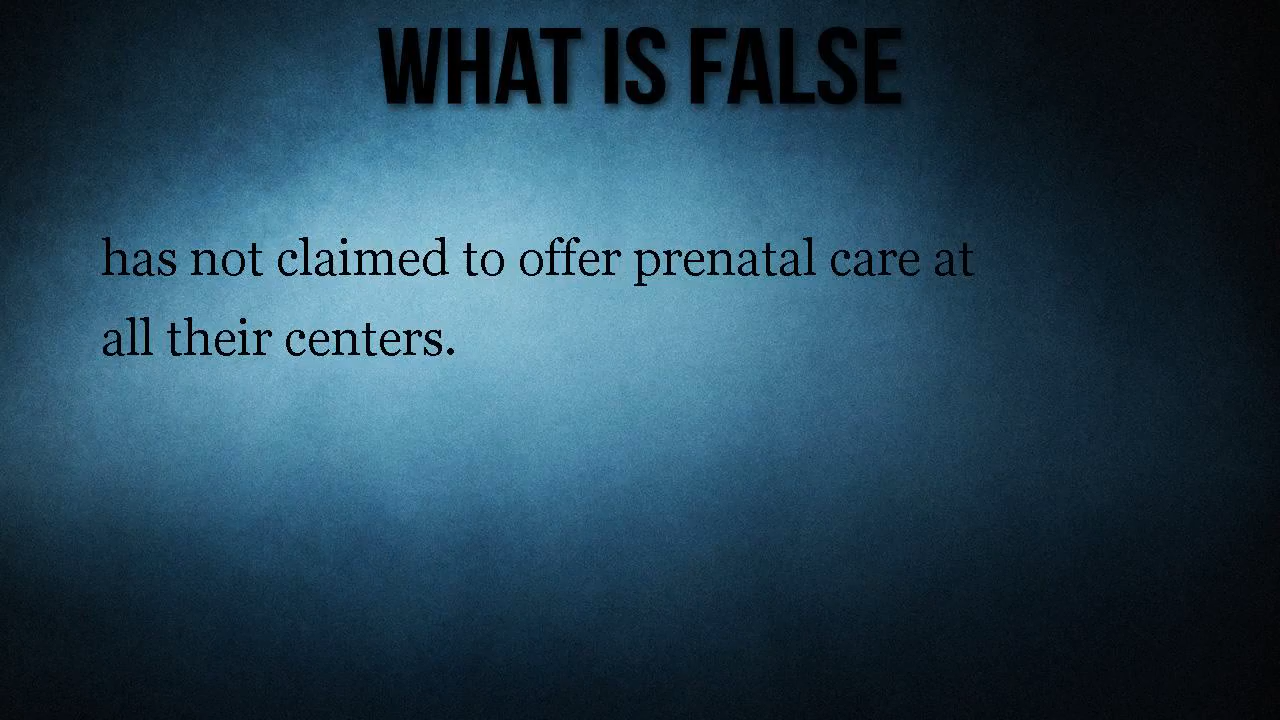 WHAT IS FALSE
has not claimed to offer prenatal care at
all their centers.